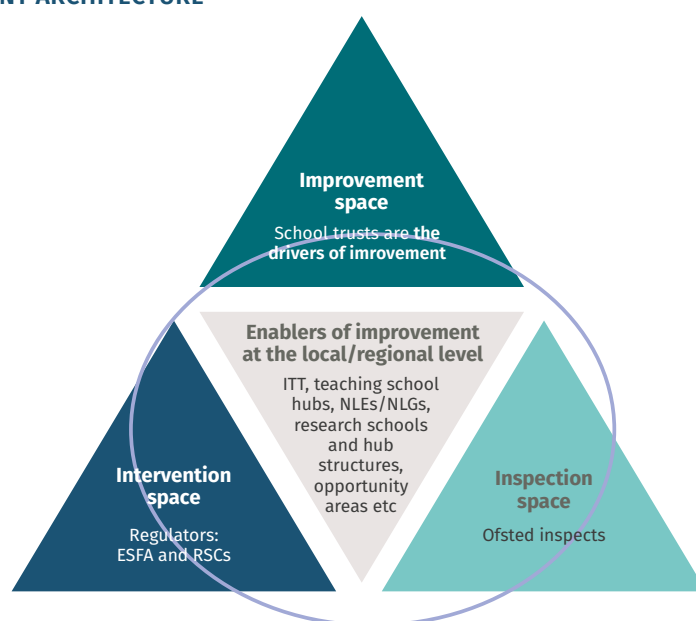 NT ARCHITECTURE
Improvement
space
School trusts are the
drivers of imrovement
Enablers of improvement
at the local/regional level
ITT, teaching school
hubs, NLEs/NLGs,
research schools
and hub
structures,
opportunity
areas etc
Intervention
space
Regulators:
ESFA and RSCs
Inspection
space
Ofsted inspects